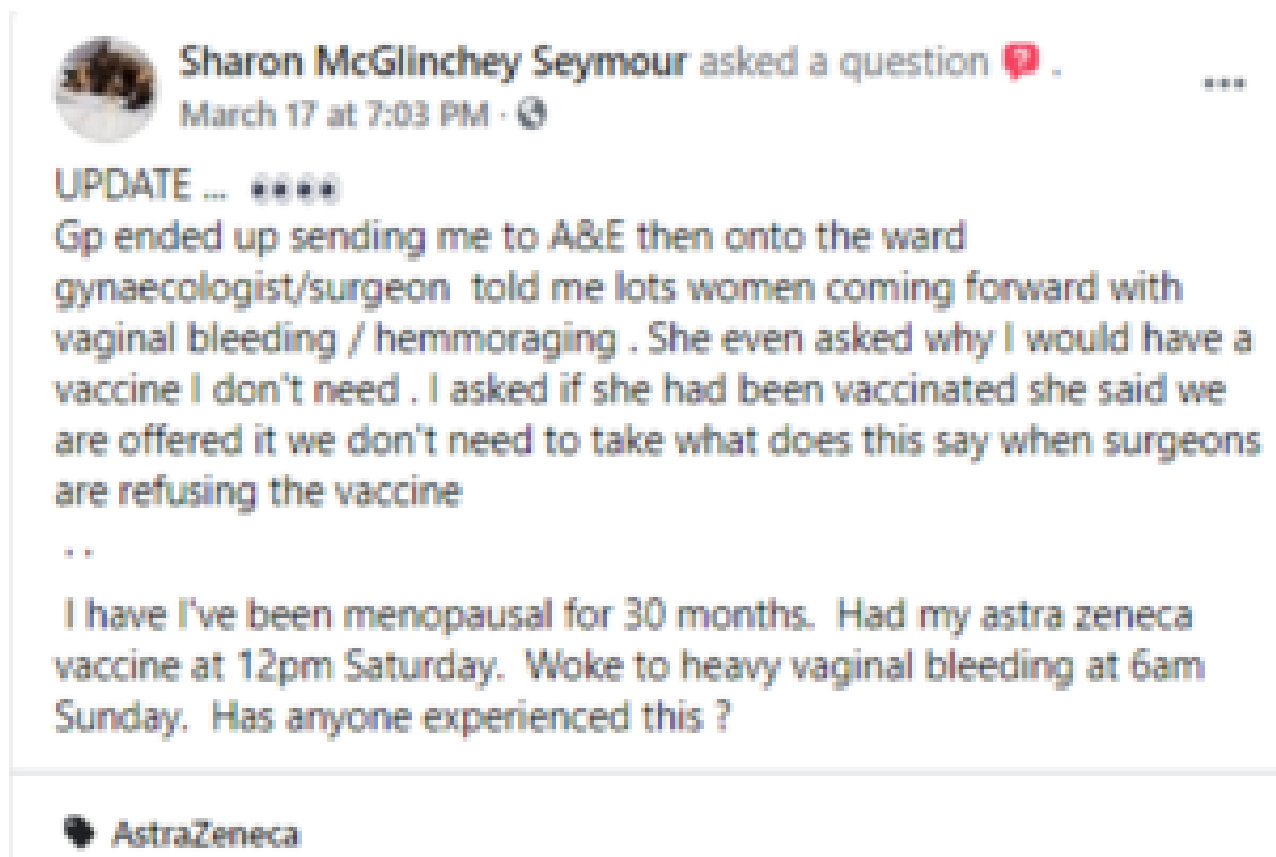 Sharon McGlinchey Seymour asked a question .
March 17 at 7:03 PM ·
UPDATE ... 👀👀
Gp ended up sending me to A&E then onto the ward
gynaecologist/surgeon told me lots women coming forward with
vaginal bleeding / hemmoraging . She even asked why I would have a
vaccine I don't need . I asked if she had been vaccinated she said we
are offered it we don't need to take what does this say when surgeons
are refusing the vaccine
. .
I have I've been menopausal for 30 months. Had my astra zeneca
vaccine at 12pm Saturday. Woke to heavy vaginal bleeding at 6am
Sunday. Has anyone experienced this ?
AstraZeneca